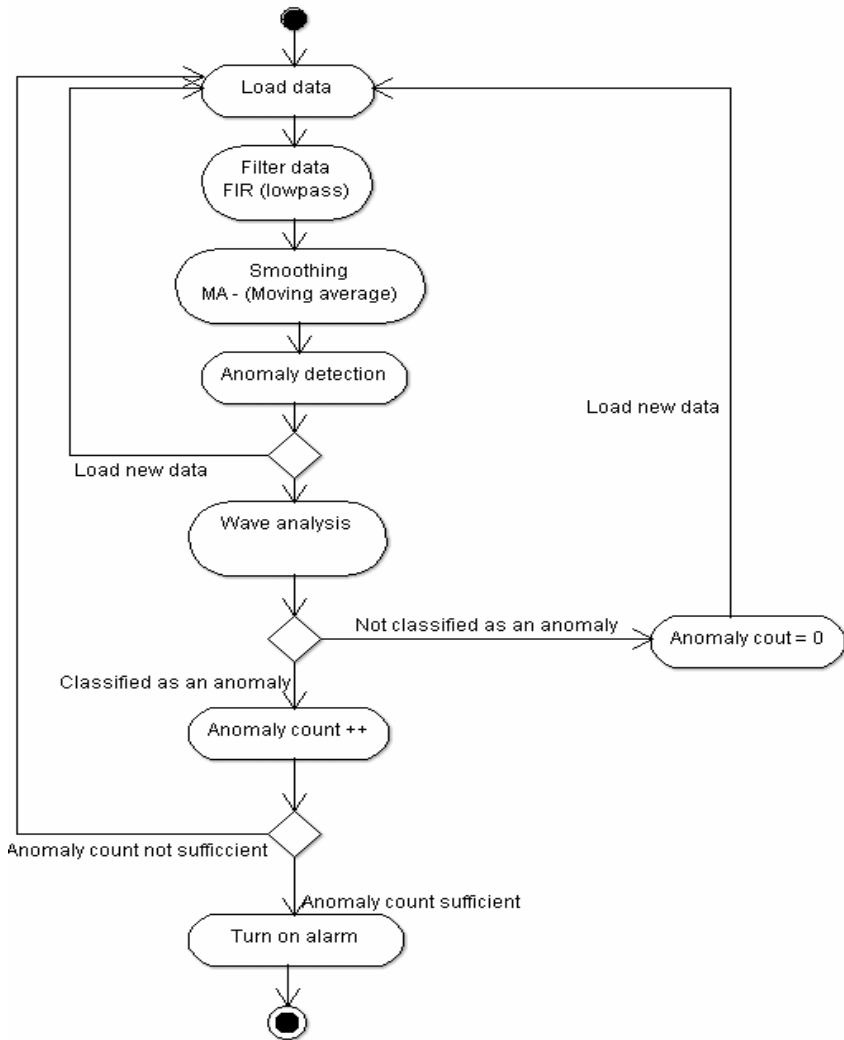 Load data
Filter data
FIR (lowpass)
Smoothing
MA - (Moving average)
Anomaly detection
Load new data
Load new data
Wave analysis
Not classified as an anomaly
Anomaly cout = 0
Classified as an anomaly
Anomaly count ++
Anomaly count not sufficcient
Anomaly count sufficient
Turn on alarm